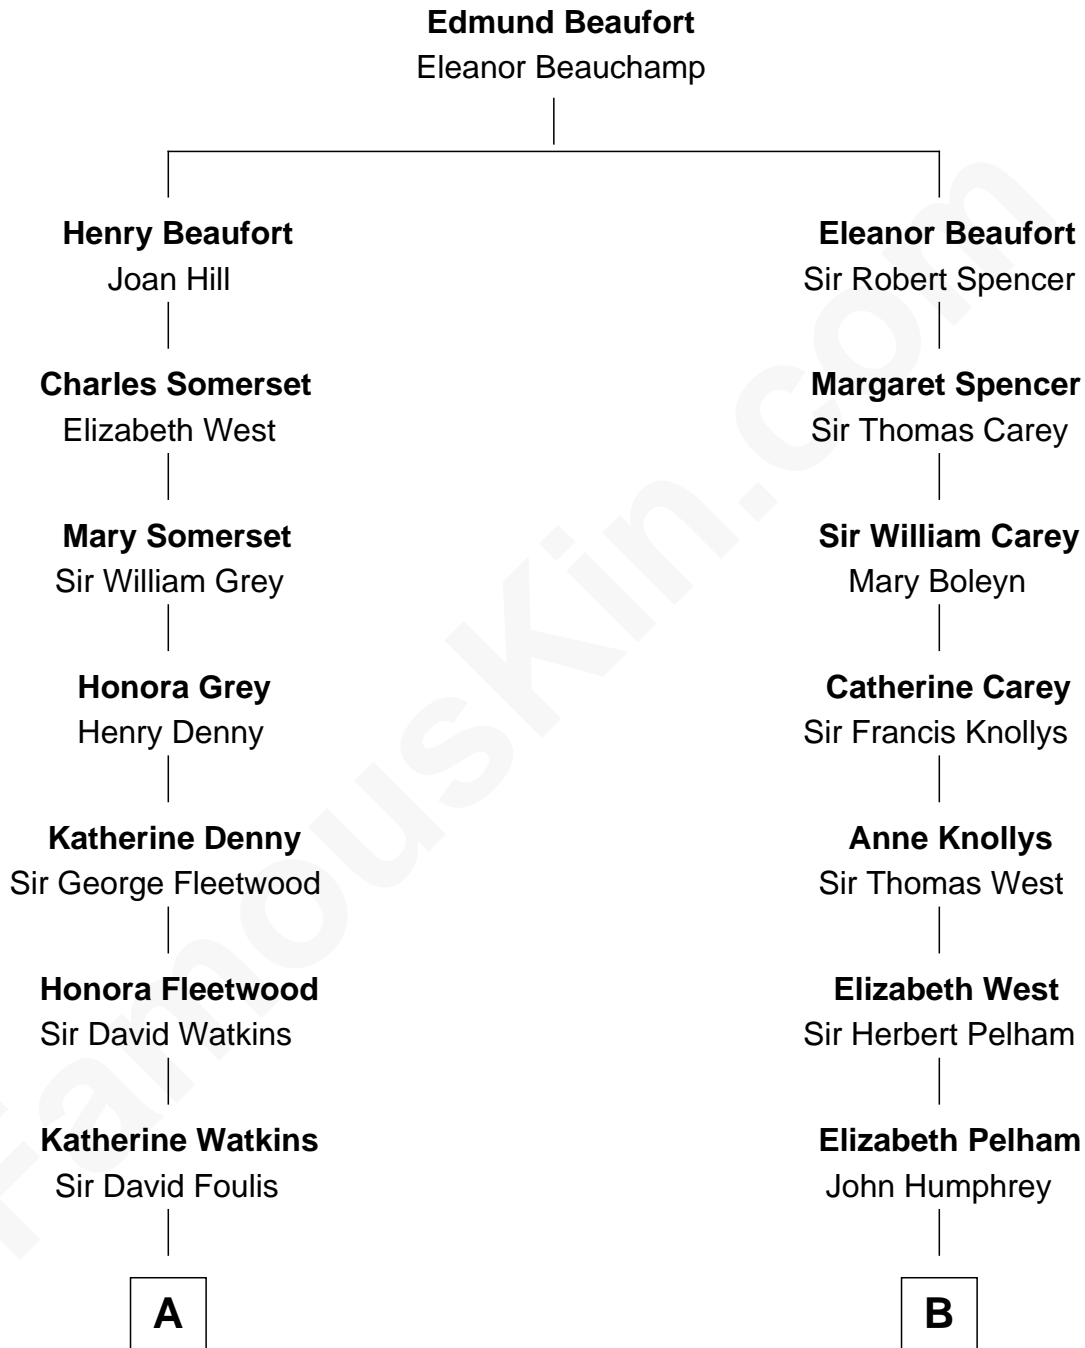 Edmund Beaufort
Eleanor Beauchamp
Henry Beaufort
Joan Hill
Eleanor Beaufort
Sir Robert Spencer
Charles Somerset
Elizabeth West
Margaret Spencer
Sir Thomas Carey
Mary Somerset
Sir William Grey
Sir William Carey
Mary Boleyn
Honora Grey
Henry Denny
Catherine Carey
Sir Francis Knollys
Katherine Denny
Sir George Fleetwood
Anne Knollys
Sir Thomas West
Honora Fleetwood
Sir David Watkins
Elizabeth West
Sir Herbert Pelham
Katherine Watkins
Sir David Foulis
Elizabeth Pelham
John Humphrey
A
B
FamousKin.com